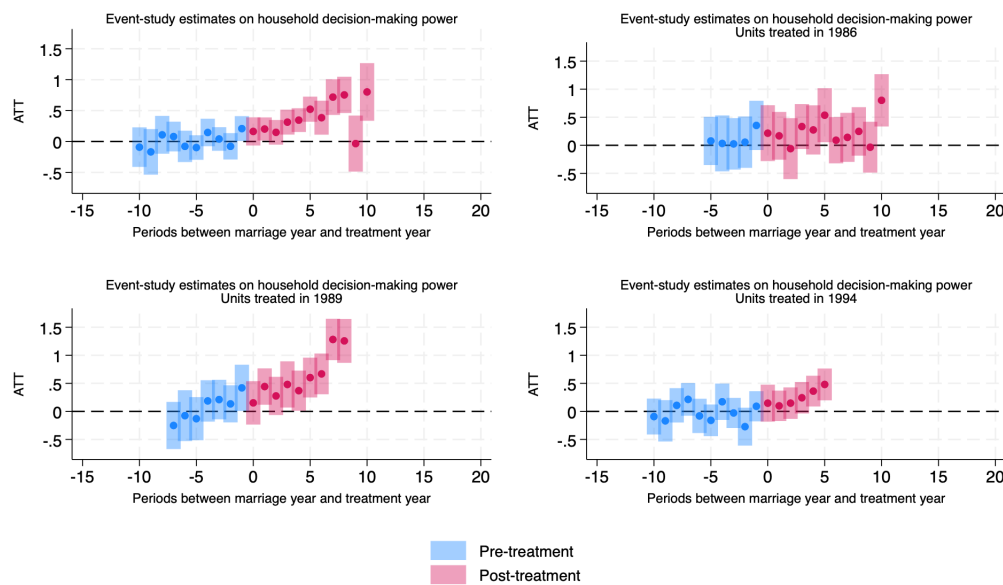 Event-study estimates on household decision-making power
1.5
1
.5
0
-.5
ATT
-15 -10 -5 0 5 10 15 20
Periods between marriage year and treatment year
Event-study estimates on household decision-making power
Units treated in 1986
1.5
1
.5
0
-.5
ATT
-15 -10 -5 0 5 10 15 20
Periods between marriage year and treatment year
Event-study estimates on household decision-making power
Units treated in 1989
1.5
1
.5
0
-.5
ATT
-15 -10 -5 0 5 10 15 20
Periods between marriage year and treatment year
Event-study estimates on household decision-making power
Units treated in 1994
1.5
1
.5
0
-.5
ATT
-15 -10 -5 0 5 10 15 20
Periods between marriage year and treatment year
Pre-treatment
Post-treatment